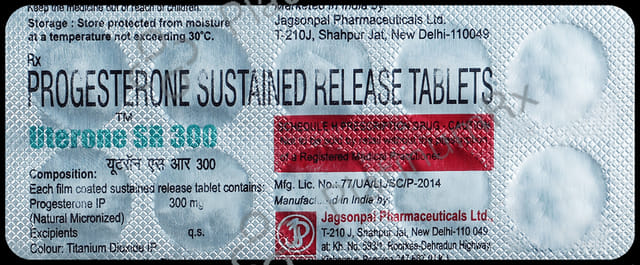 Keep the medicine out of reach of children.
Storage : Store protected from moisture
at a temperature not exceeding 30°C.
Marketed in India by:
Jagsonpal Pharmaceuticals Ltd.
T-210J, Shahpur Jat, New Delhi-110049
Rx
PROGESTERONE SUSTAINED RELEASE TABLETS
TM
Uterone SR 300
यूटरॉन एस आर 300
Composition:
Each film coated sustained release tablet contains:
Progesterone IP 300 mg
(Natural Micronized)
Excipients q.s.
Colour: Titanium Dioxide IP
SCHEDULE H PRESCRIPTION DRUG - CAUTION
of a Registered Medical Practitioner.
Mfg. Lic. No.: 77/UA/LL/SC/P-2014
Manufactured in India by:
Jagsonpal Pharmaceuticals Ltd.
T-210 J, Shahpur Jat, New Delhi-110 049
at Kh. No. 593/1, Roorkee-Dehradun Highway